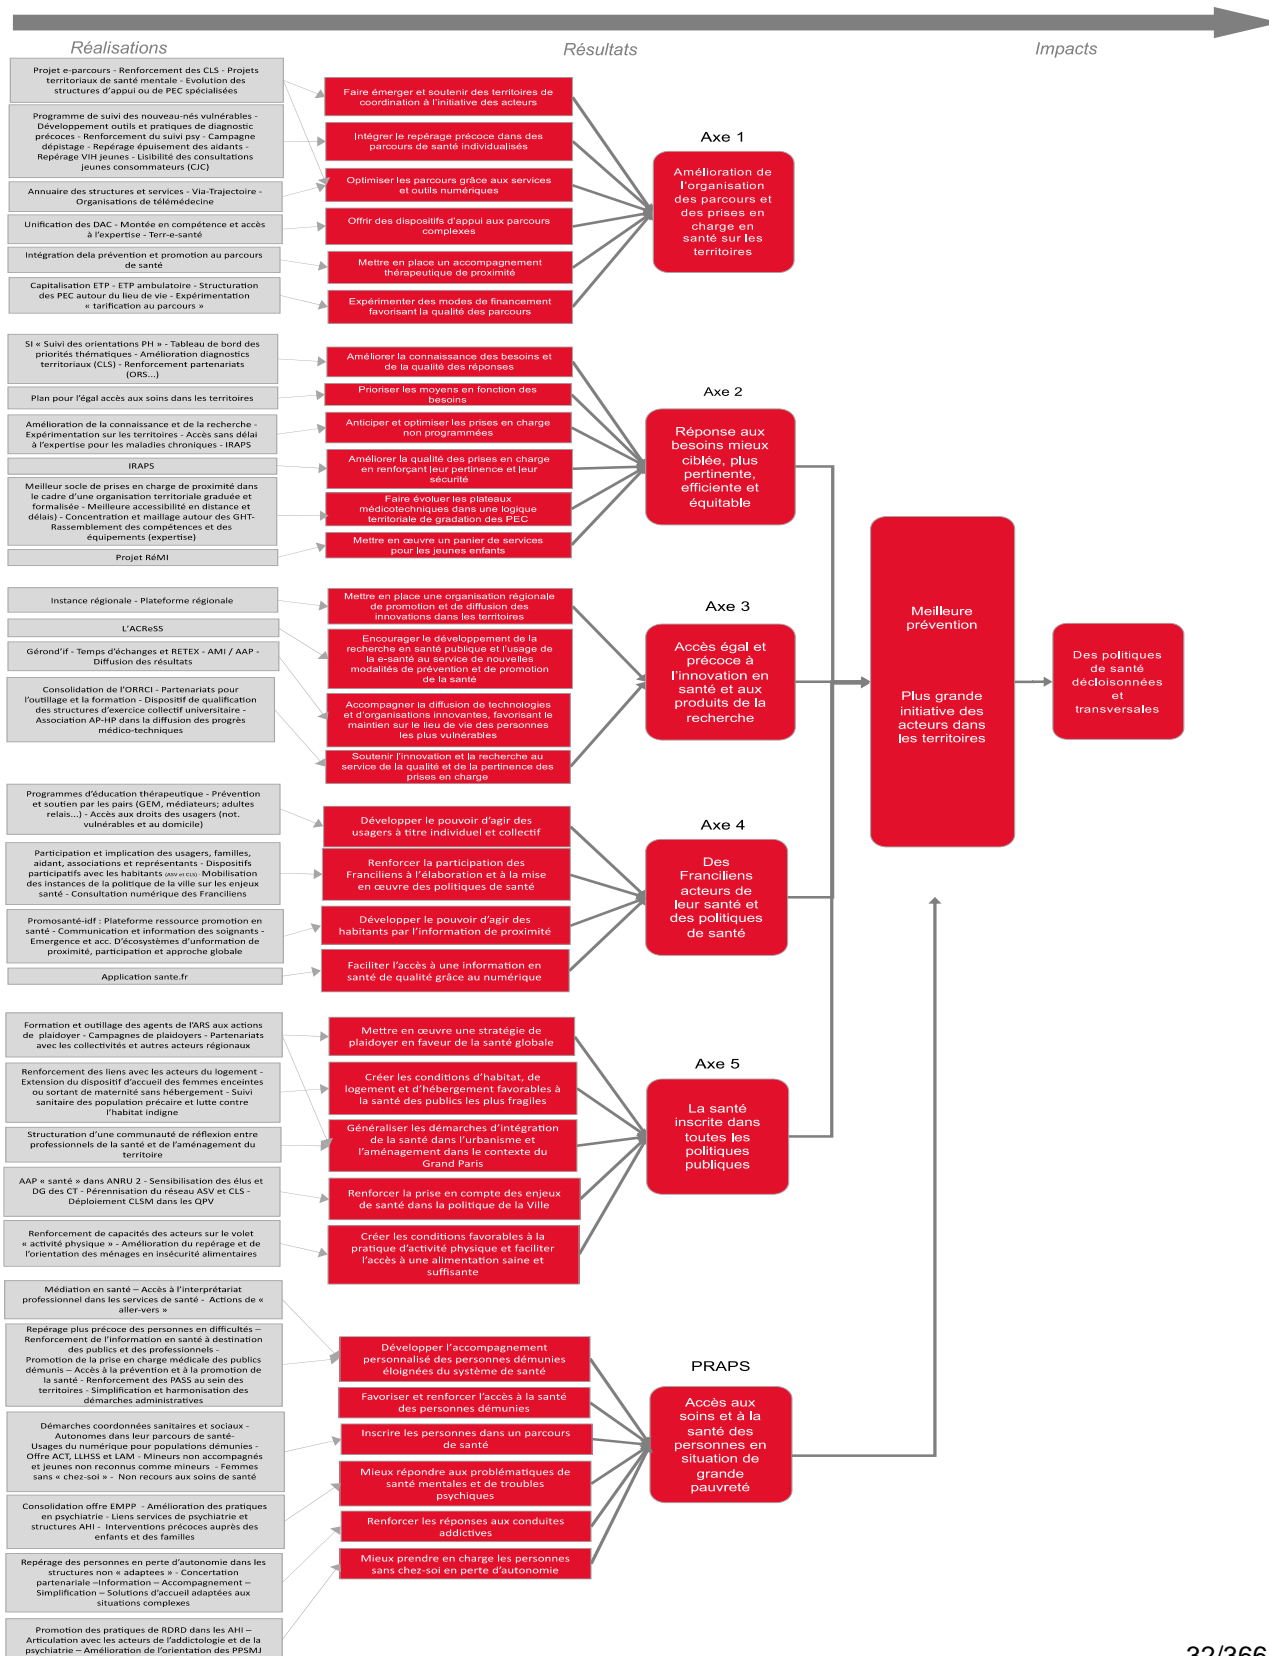 Réalisations
Résultats
Impacts
Projet e-parcours - Renforcement des CLS - Projets
territoriaux de santé mentale - Evolution des
structures d'appui ou de PEC spécialisées
Programme de suivi des nouveau-nés vulnérables -
Développement outils et pratiques de diagnostic
précoces - Renforcement du suivi psy - Campagne
dépistage - Repérage épuisement des aidants -
Repérage VIH jeunes - Lisibilité des consultations
jeunes consommateurs (CJC)
Annuaire des structures et services - Via-Trajectoire -
Organisations de télémédecine
Unification des DAC - Montée en compétence et accès
à l'expertise - Terr-e-santé
Intégration dela prévention et promotion au parcours
de santé
Capitalisation ETP - ETP ambulatoire - Structuration
des PEC autour du lieu de vie - Expérimentation
« tarification au parcours »
Faire émerger et soutenir des territoires de
coordination à l'initiative des acteurs
Intégrer le repérage précoce dans des
parcours de santé individualisés
Optimiser les parcours grâce aux services
et outils numériques
Offrir des dispositifs d'appui aux parcours
complexes
Mettre en place un accompagnement
thérapeutique de proximité
Expérimenter des modes de financement
favorisant la qualité des parcours
Axe 1
Amélioration de
l'organisation
des parcours et
des prises en
charge en
santé sur les
territoires
SI « Suivi des orientations PH » - Tableau de bord des
priorités thématiques - Amélioration diagnostics
territoriaux (CLS) - Renforcement partenariats
(ORS...)
Plan pour l'égal accès aux soins dans les territoires
Amélioration de la connaissance et de la recherche -
Expérimentation sur les territoires - Accès sans délai
à l'expertise pour les maladies chroniques - IRAPS
IRAPS
Meilleur socle de prises en charge de proximité dans
le cadre d'une organisation territoriale graduée et
formalisée - Meilleure accessibilité en distance et
délais) - Concentration et maillage autour des GHT-
Rassemblement des compétences et des
équipements (expertise)
Projet RéMI
Améliorer la connaissance des besoins et
de la qualité des réponses
Prioriser les moyens en fonction des
besoins
Anticiper et optimiser les prises en charge
non programmées
Améliorer la qualité des prises en charge
en renforçant leur pertinence et leur
sécurité
Faire évoluer les plateaux
médicotechniques dans une logique
territoriale de gradation des PEC
Mettre en œuvre un panier de services
pour les jeunes enfants
Axe 2
Réponse aux
besoins mieux
ciblée, plus
pertinente,
efficiente et
équitable
Instance régionale - Plateforme régionale
L'ACReSS
Gérond'if - Temps d'échanges et RETEX - AMI / AAP -
Diffusion des résultats
Consolidation de l'ORRCI - Partenariats pour
l'outillage et la formation - Dispositif de qualification
des structures d'exercice collectif universitaire -
Association AP-HP dans la diffusion des progrès
médico-techniques
Mettre en place une organisation régionale
de promotion et de diffusion des
innovations dans les territoires
Encourager le développement de la
recherche en santé publique et l'usage de
la e-santé au service de nouvelles
modalités de prévention et de promotion
de la santé
Accompagner la diffusion de technologies
et d'organisations innovantes, favorisant le
maintien sur le lieu de vie des personnes
les plus vulnérables
Soutenir l'innovation et la recherche au
service de la qualité et de la pertinence des
prises en charge
Axe 3
Accès égal et
précoce à
l'innovation en
santé et aux
produits de la
recherche
Meilleure
prévention
Plus grande
initiative des
acteurs dans
les territoires
Des politiques
de santé
décloisonnées
et
transversales
Programmes d'éducation thérapeutique - Prévention
et soutien par les pairs (GEM, médiateurs; adultes
relais...) - Accès aux droits des usagers (not.
vulnérables et au domicile)
Participation et implication des usagers, familles,
aidant, associations et représentants - Dispositifs
participatifs avec les habitants (ASV et CLS)- Mobilisation
des instances de la politique de la ville sur les enjeux
santé - Consultation numérique des Franciliens
Promosanté-idf : Plateforme ressource promotion en
santé - Communication et information des soignants -
Emergence et acc. D'écosystèmes d'unformation de
proximité, participation et approche globale
Application sante.fr
Développer le pouvoir d'agir des
usagers à titre individuel et collectif
Renforcer la participation des
Franciliens à l'élaboration et à la mise
en œuvre des politiques de santé
Développer le pouvoir d'agir des
habitants par l'information de proximité
Faciliter l'accès à une information en
santé de qualité grâce au numérique
Axe 4
Des
Franciliens
acteurs de
leur santé et
des politiques
de santé
Formation et outillage des agents de l'ARS aux actions
de plaidoyer - Campagnes de plaidoyers - Partenariats
avec les collectivités et autres acteurs régionaux
Renforcement des liens avec les acteurs du logement -
Extension du dispositif d'accueil des femmes enceintes
ou sortant de maternité sans hébergement - Suivi
sanitaire des population précaire et lutte contre
l'habitat indigne
Structuration d'une communauté de réflexion entre
professionnels de la santé et de l'aménagement du
territoire
AAP « santé » dans ANRU 2 - Sensibilisation des élus et
DG des CT - Pérennisation du réseau ASV et CLS -
Déploiement CLSM dans les QPV
Renforcement de capacités des acteurs sur le volet
« activité physique » - Amélioration du repérage et de
l'orientation des ménages en insécurité alimentaires
Mettre en œuvre une stratégie de
plaidoyer en faveur de la santé globale
Créer les conditions d'habitat, de
logement et d'hébergement favorables à
la santé des publics les plus fragiles
Généraliser les démarches d'intégration
de la santé dans l'urbanisme et
l'aménagement dans le contexte du
Grand Paris
Renforcer la prise en compte des enjeux
de santé dans la politique de la Ville
Créer les conditions favorables à la
pratique d'activité physique et faciliter
l'accès à une alimentation saine et
suffisante
Axe 5
La santé
inscrite dans
toutes les
politiques
publiques
Médiation en santé – Accès à l'interprétariat
professionnel dans les services de santé - Actions de «
aller-vers »
Repérage plus précoce des personnes en difficultés –
Renforcement de l'information en santé à destination
des publics et des professionnels -
Promotion de la prise en charge médicale des publics
démunis – Accès à la prévention et à la promotion de
la santé - Renforcement des PASS au sein des
territoires - Simplification et harmonisation des
démarches administratives
Démarches coordonnées sanitaires et sociaux -
Autonomes dans leur parcours de santé-
Usages du numérique pour populations démunies -
Offre ACT, LLHSS et LAM - Mineurs non accompagnés
et jeunes non reconnus comme mineurs - Femmes
sans « chez-soi » - Non recours aux soins de santé
Consolidation offre EMPP - Amélioration des pratiques
en psychiatrie - Liens services de psychiatrie et
structures AHI - Interventions précoces auprès des
enfants et des familles
Repérage des personnes en perte d'autonomie dans les
structures non « adaptees » - Concertation
partenariale –Information – Accompagnement –
Simplification – Solutions d'accueil adaptées aux
situations complexes
Promotion des pratiques de RDRD dans les AHI –
Articulation avec les acteurs de l'addictologie et de la
psychiatrie – Amélioration de l'orientation des PPSMJ
Développer l'accompagnement
personnalisé des personnes démunies
éloignées du système de santé
Favoriser et renforcer l'accès à la santé
des personnes démunies
Inscrire les personnes dans un parcours
de santé
Mieux répondre aux problématiques de
santé mentales et de troubles
psychiques
Renforcer les réponses aux conduites
addictives
Mieux prendre en charge les personnes
sans chez-soi en perte d'autonomie
PRAPS
Accès aux
soins et à la
santé des
personnes en
situation de
grande
pauvreté
32/366